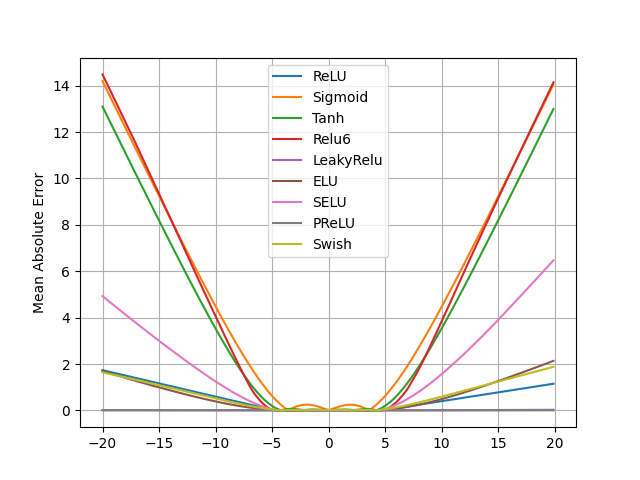 14
12
10
8
6
4
2
0
Mean Absolute Error
ReLU
Sigmoid
Tanh
Relu6
LeakyRelu
ELU
SELU
PReLU
Swish
−20 −15 −10 −5 0 5 10 15 20